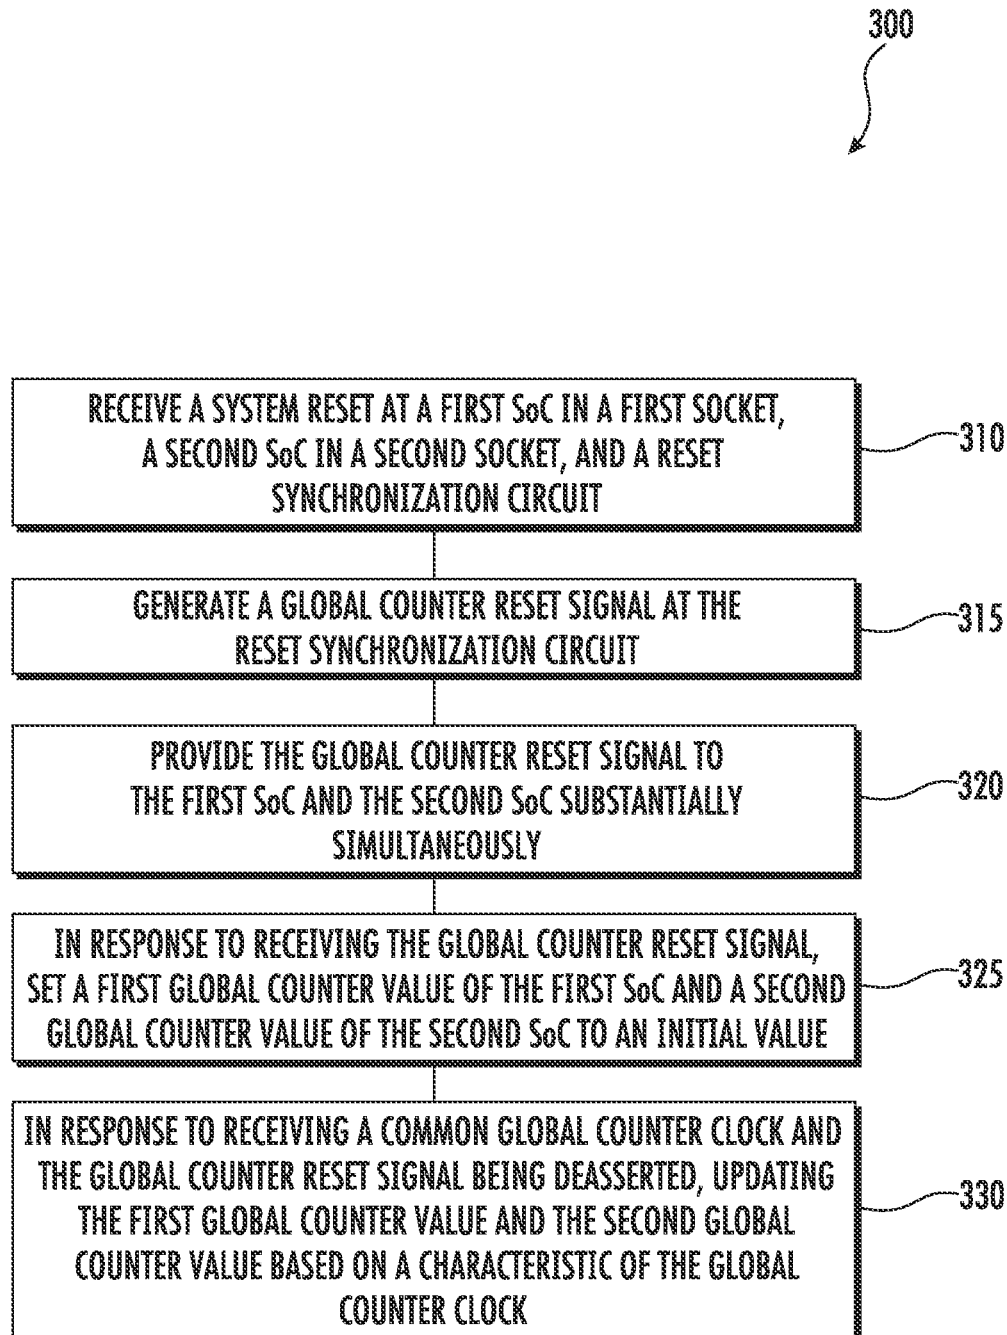 300
RECEIVE A SYSTEM RESET AT A FIRST SoC IN A FIRST SOCKET,
A SECOND SoC IN A SECOND SOCKET, AND A RESET
SYNCHRONIZATION CIRCUIT
310
GENERATE A GLOBAL COUNTER RESET SIGNAL AT THE
RESET SYNCHRONIZATION CIRCUIT
315
PROVIDE THE GLOBAL COUNTER RESET SIGNAL TO
THE FIRST SoC AND THE SECOND SoC SUBSTANTIALLY
SIMULTANEOUSLY
320
IN RESPONSE TO RECEIVING THE GLOBAL COUNTER RESET SIGNAL,
SET A FIRST GLOBAL COUNTER VALUE OF THE FIRST SoC AND A SECOND
GLOBAL COUNTER VALUE OF THE SECOND SoC TO AN INITIAL VALUE
325
IN RESPONSE TO RECEIVING A COMMON GLOBAL COUNTER CLOCK AND
THE GLOBAL COUNTER RESET SIGNAL BEING DEASSERTED, UPDATING
THE FIRST GLOBAL COUNTER VALUE AND THE SECOND GLOBAL
COUNTER VALUE BASED ON A CHARACTERISTIC OF THE GLOBAL
COUNTER CLOCK
330